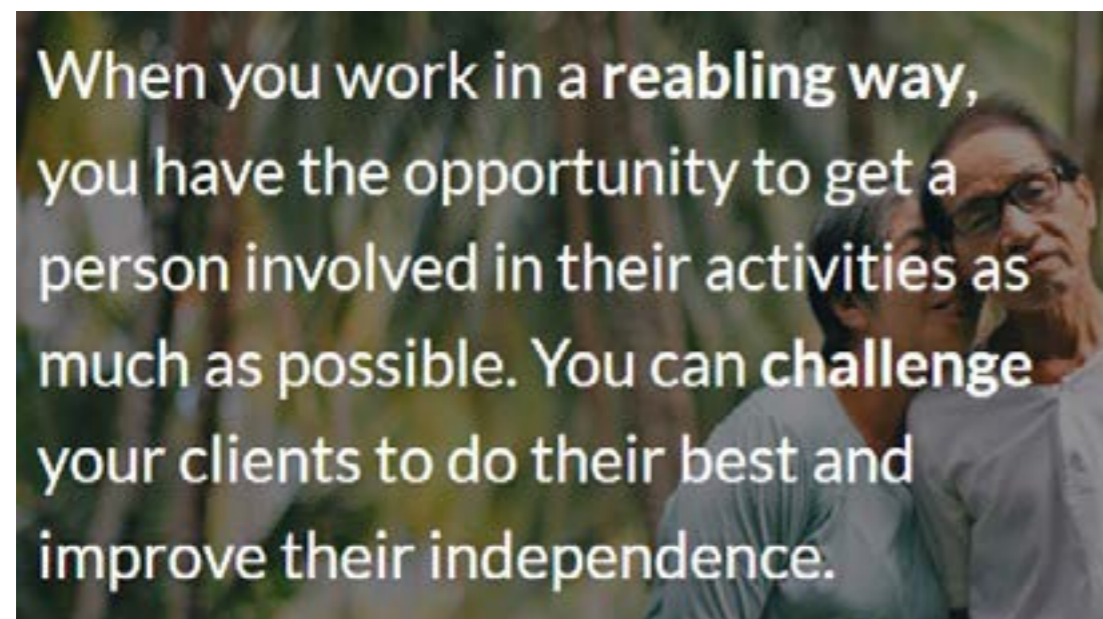 When you work in a reabling way,
you have the opportunity to get a
person involved in their activities as
much as possible. You can challenge
your clients to do their best and
improve their independence.